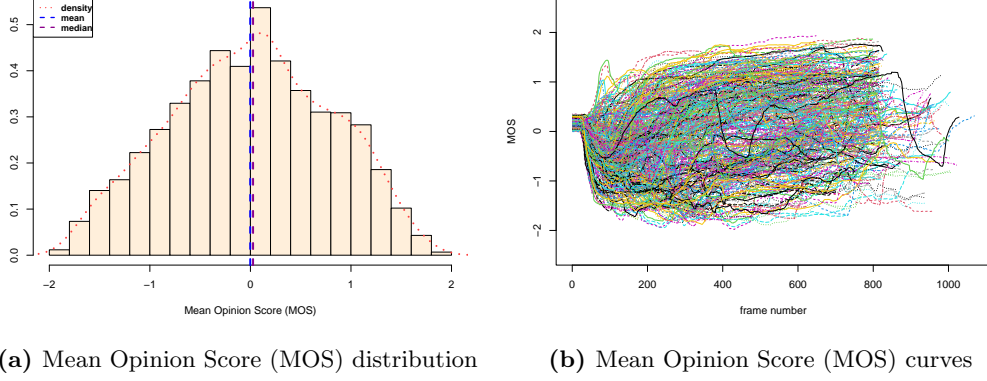 density
mean
median
0.5
0.4
0.3
0.2
0.1
0.0
−2 −1 0 1 2
Mean Opinion Score (MOS)
2
1
0
−1
−2
MOS
0 200 400 600 800 1000
frame number
(a) Mean Opinion Score (MOS) distribution
(b) Mean Opinion Score (MOS) curves